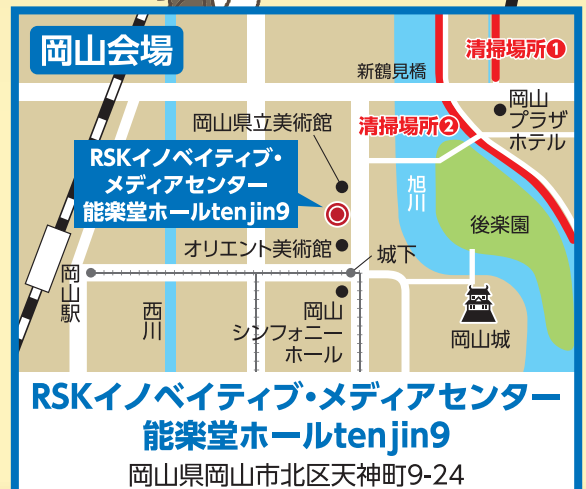 岡山会場
清掃場所❶
新鶴見橋
岡山
プラザ
ホテル
岡山県立美術館
清掃場所❷
RSKイノベイティブ・
メディアセンター
能楽堂ホールtenjin9
旭川
後楽園
オリエント美術館
城下
岡山駅
西川
岡山
シンフォニー
ホール
岡山城
RSKイノベイティブ・メディアセンター
能楽堂ホールtenjin9
岡山県岡山市北区天神町9-24